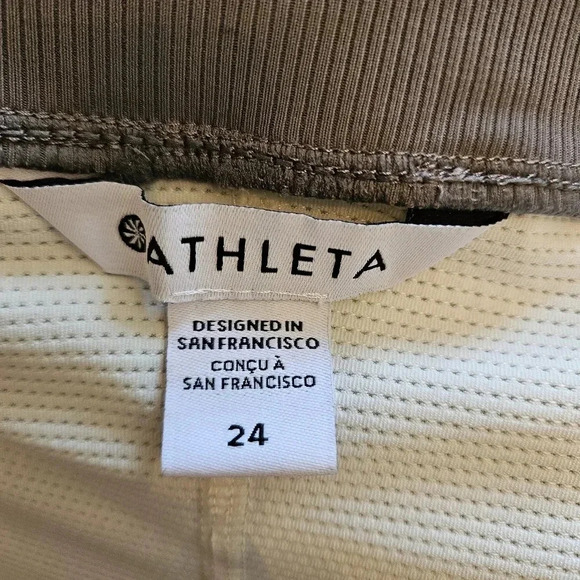 ATHLETA
DESIGNED IN
SAN FRANCISCO
CONÇU À
SAN FRANCISCO
24